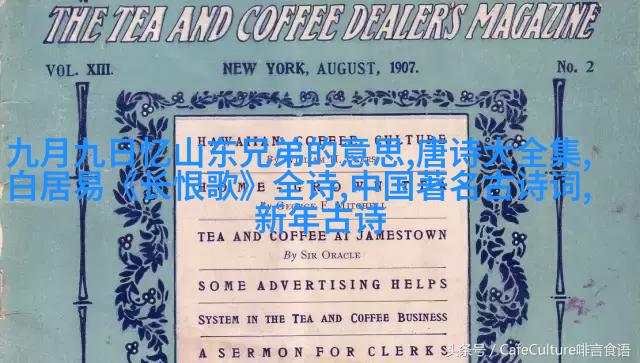 THE TEA AND COFFEE DEALER'S MAGAZINE
VOL. XIII.
NEW YORK, AUGUST, 1907.
No. 2
HAWAIIAN COFFEE CULTURE
九月九日忆山东兄弟的意思,唐诗大全集,
白居易《长恨歌》全诗,中国著名古诗词,
By GEORGE F. MITCHELL
新年古诗
TEA AND COFFEE AT JAMESTOWN
By SIR ORACLE
SOME ADVERTISING HELPS
SYSTEM IN THE TEA AND COFFEE BUSINESS
A SERMON FOR CLERKS
头条号 / CafeCulture啡言食语